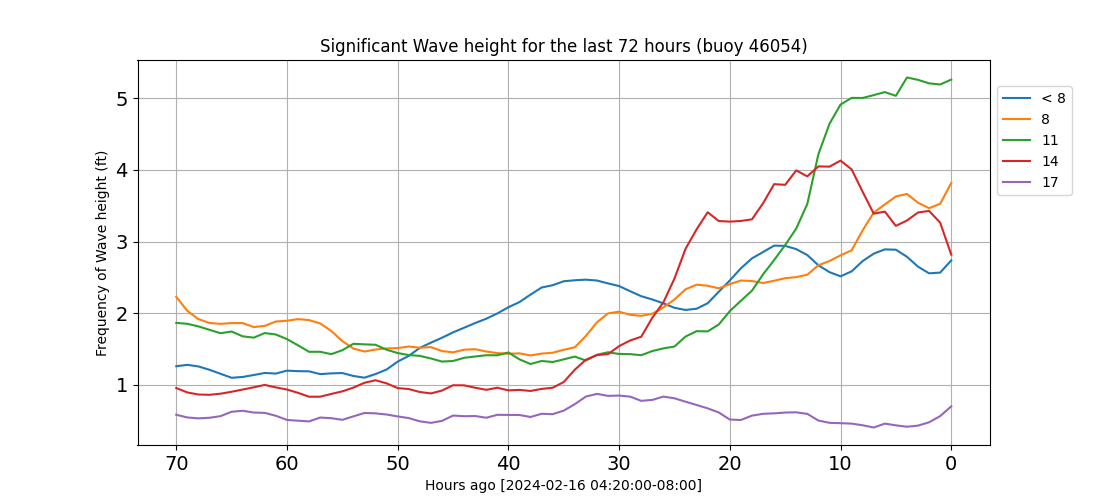 Significant Wave height for the last 72 hours (buoy 46054)
Frequency of Wave height (ft)
5
4
3
2
1
70 60 50 40 30 20 10 0
Hours ago [2024-02-16 04:20:00-08:00]
< 8
8
11
14
17